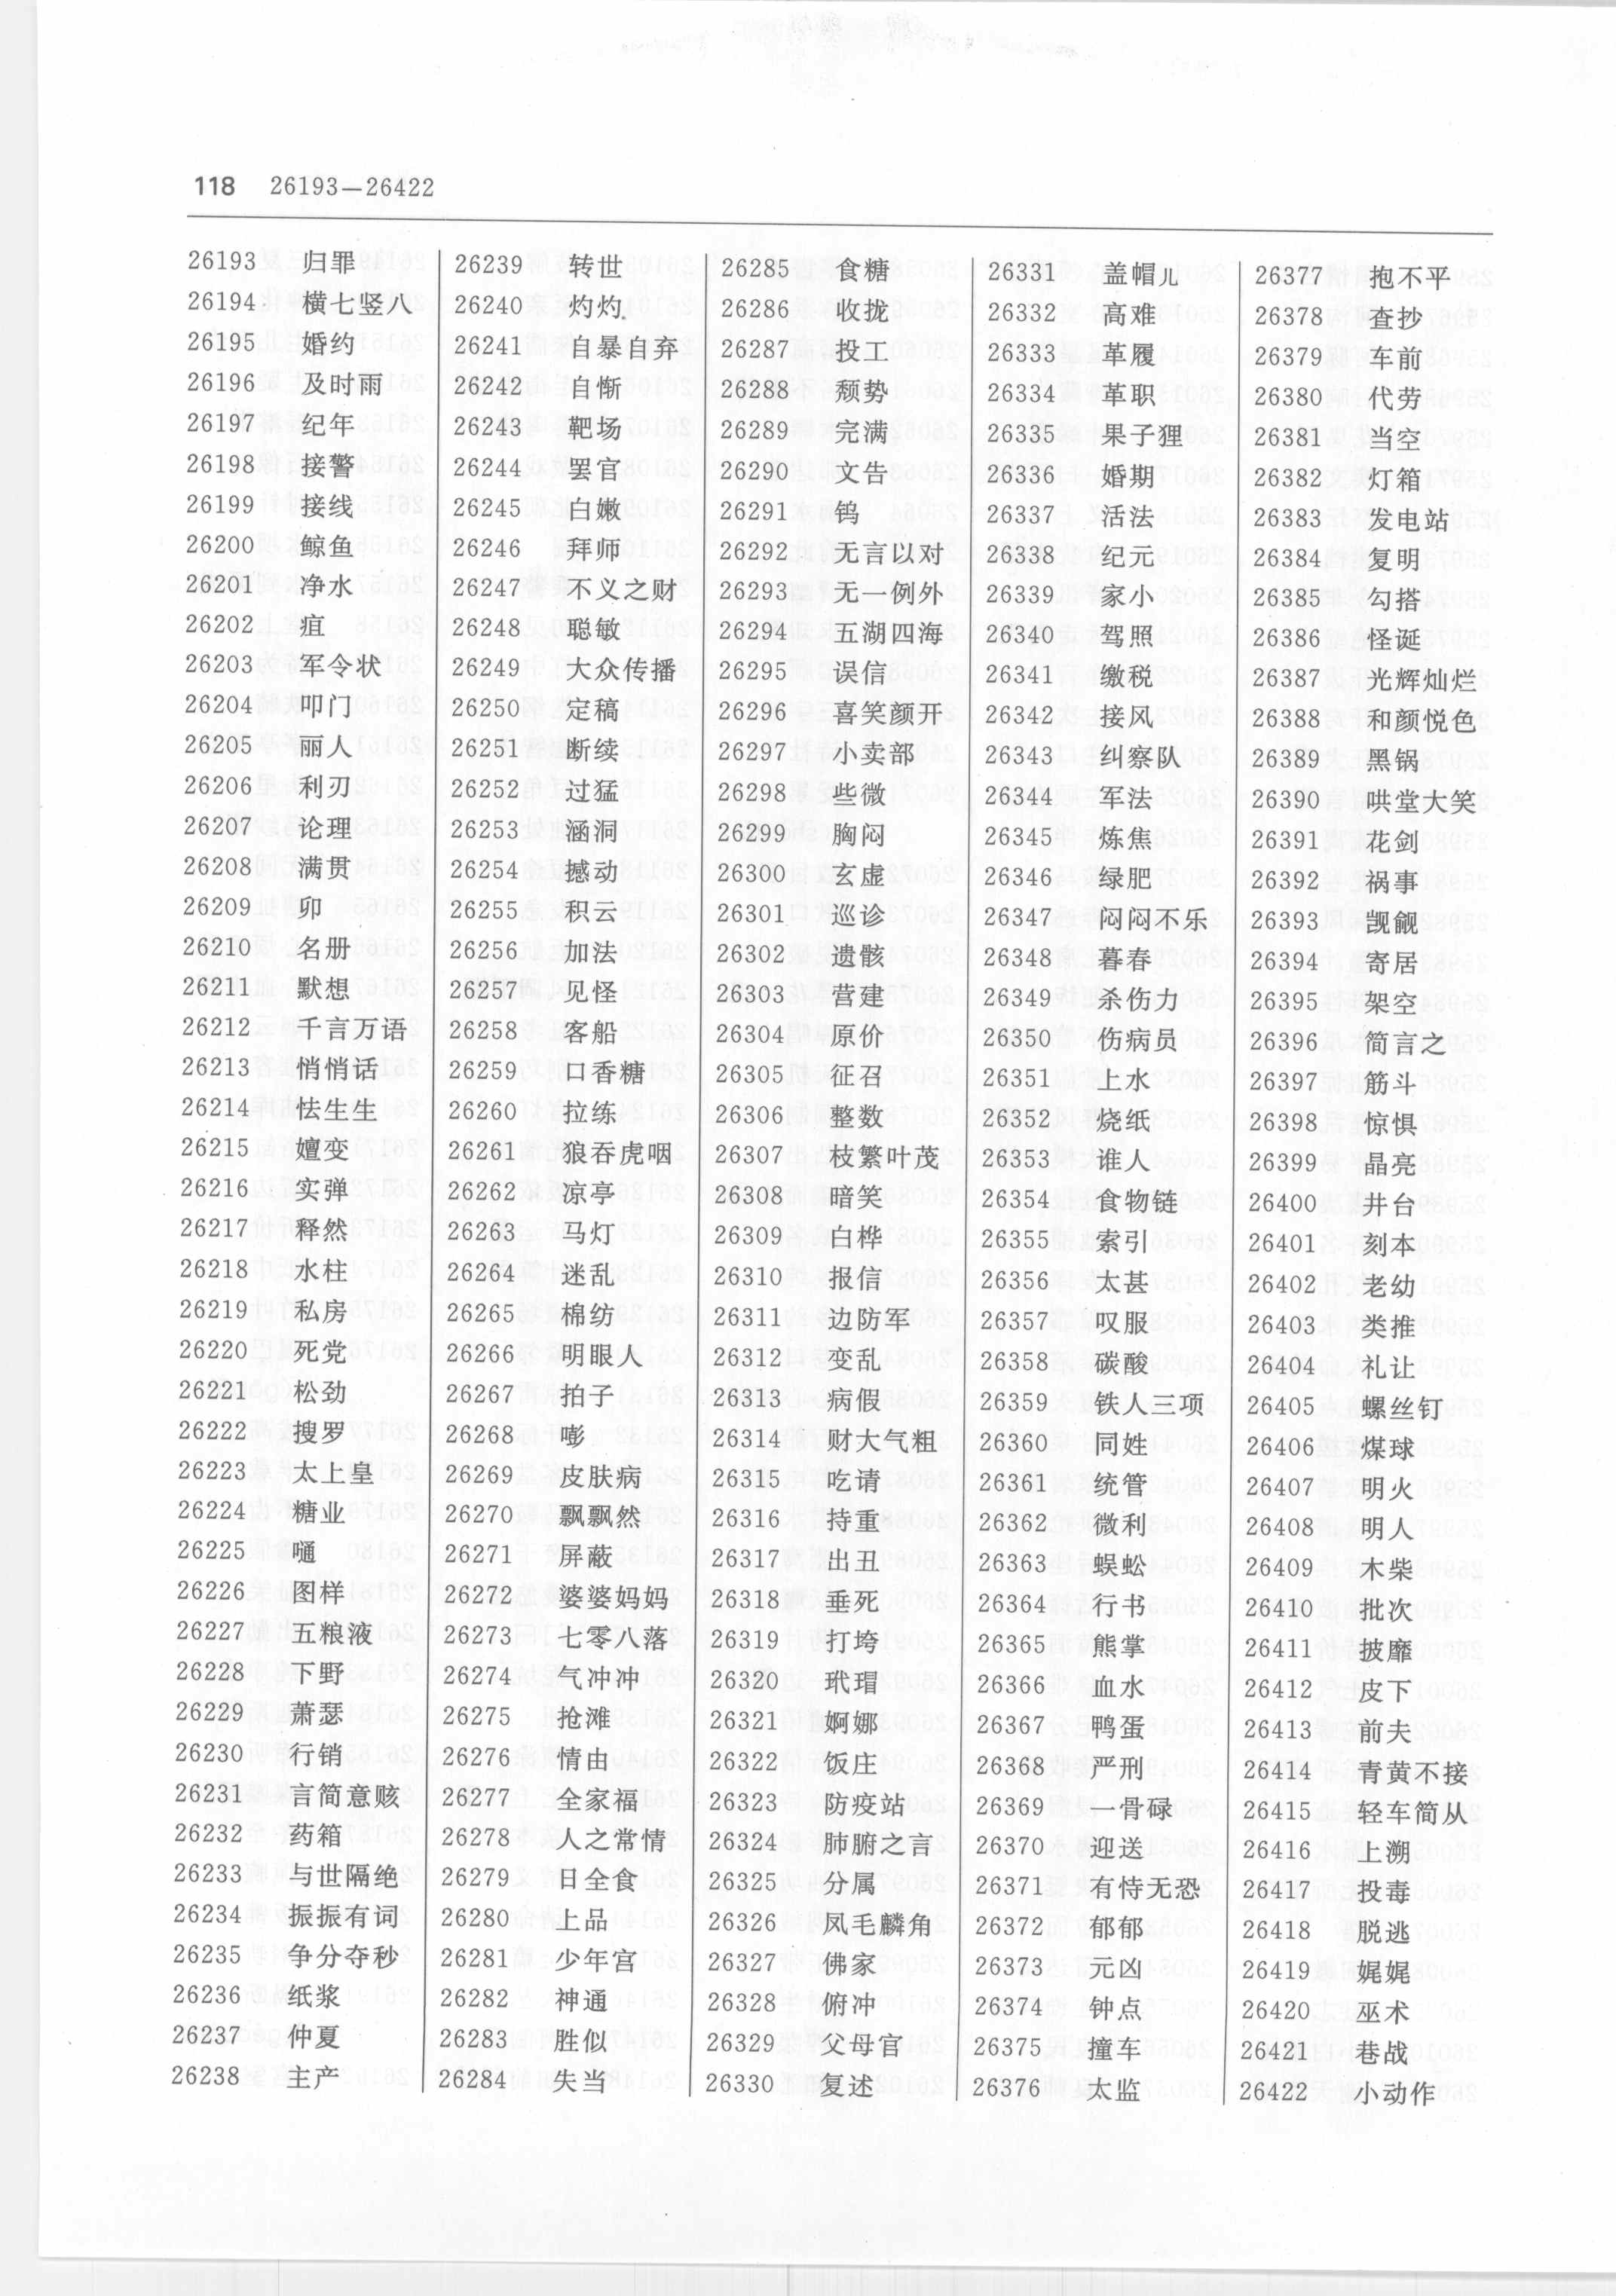 118 26193—26422
26193 归罪
26194 横七竖八
26195 婚约
26196 及时雨
26197 纪年
26198 接警
26199 接线
26200 鲸鱼
26201 净水
26202 疽
26203 军令状
26204 叩门
26205 丽人
26206 利刃
26207 论理
26208 满贯
26209 卯
26210 名册
26211 默想
26212 千言万语
26213 悄悄话
26214 怯生生
26215 嬗变
26216 实弹
26217 释然
26218 水柱
26219 私房
26220 死党
26221 松劲
26222 搜罗
26223 太上皇
26224 糖业
26225 嗵
26226 图样
26227 五粮液
26228 下野
26229 萧瑟
26230 行销
26231 言简意赅
26232 药箱
26233 与世隔绝
26234 振振有词
26235 争分夺秒
26236 纸浆
26237 仲夏
26238 主产
26239 转世
26240 灼灼
26241 自暴自弃
26242 自惭
26243 靶场
26244 罢官
26245 白嫩
26246 拜师
26247 不义之财
26248 聪敏
26249 大众传播
26250 定稿
26251 断续
26252 过猛
26253 涵洞
26254 撼动
26255 积云
26256 加法
26257 见怪
26258 客船
26259 口香糖
26260 拉练
26261 狼吞虎咽
26262 凉亭
26263 马灯
26264 迷乱
26265 棉纺
26266 明眼人
26267 拍子
26268 嘭
26269 皮肤病
26270 飘飘然
26271 屏蔽
26272 婆婆妈妈
26273 七零八落
26274 气冲冲
26275 抢滩
26276 情由
26277 全家福
26278 人之常情
26279 日全食
26280 上品
26281 少年宫
26282 神通
26283 胜似
26284 失当
26285 食糖
26286 收拢
26287 投工
26288 颓势
26289 完满
26290 文告
26291 钨
26292 无言以对
26293 无一例外
26294 五湖四海
26295 误信
26296 喜笑颜开
26297 小卖部
26298 些微
26299 胸闷
26300 玄虚
26301 巡诊
26302 遗骸
26303 营建
26304 原价
26305 征召
26306 整数
26307 枝繁叶茂
26308 暗笑
26309 白桦
26310 报信
26311 边防军
26312 变乱
26313 病假
26314 财大气粗
26315 吃请
26316 持重
26317 出丑
26318 垂死
26319 打垮
26320 玳瑁
26321 婀娜
26322 饭庄
26323 防疫站
26324 肺腑之言
26325 分属
26326 凤毛麟角
26327 佛家
26328 俯冲
26329 父母官
26330 复述
26331 盖帽儿
26332 高难
26333 革履
26334 革职
26335 果子狸
26336 婚期
26337 活法
26338 纪元
26339 家小
26340 驾照
26341 缴税
26342 接风
26343 纠察队
26344 军法
26345 炼焦
26346 绿肥
26347 闷闷不乐
26348 暮春
26349 杀伤力
26350 伤病员
26351 上水
26352 烧纸
26353 谁人
26354 食物链
26355 索引
26356 太甚
26357 叹服
26358 碳酸
26359 铁人三项
26360 同姓
26361 统管
26362 微利
26363 蜈蚣
26364 行书
26365 熊掌
26366 血水
26367 鸭蛋
26368 严刑
26369 一骨碌
26370 迎送
26371 有恃无恐
26372 郁郁
26373 元凶
26374 钟点
26375 撞车
26376 太监
26377 抱不平
26378 查抄
26379 车前
26380 代劳
26381 当空
26382 灯箱
26383 发电站
26384 复明
26385 勾搭
26386 怪诞
26387 光辉灿烂
26388 和颜悦色
26389 黑锅
26390 哄堂大笑
26391 花剑
26392 祸事
26393 觊觎
26394 寄居
26395 架空
26396 简言之
26397 筋斗
26398 惊惧
26399 晶亮
26400 井台
26401 刻本
26402 老幼
26403 类推
26404 礼让
26405 螺丝钉
26406 煤球
26407 明火
26408 明人
26409 木柴
26410 批次
26411 披靡
26412 皮下
26413 前夫
26414 青黄不接
26415 轻车简从
26416 上溯
26417 投毒
26418 脱逃
26419 娓娓
26420 巫术
26421 巷战
26422 小动作